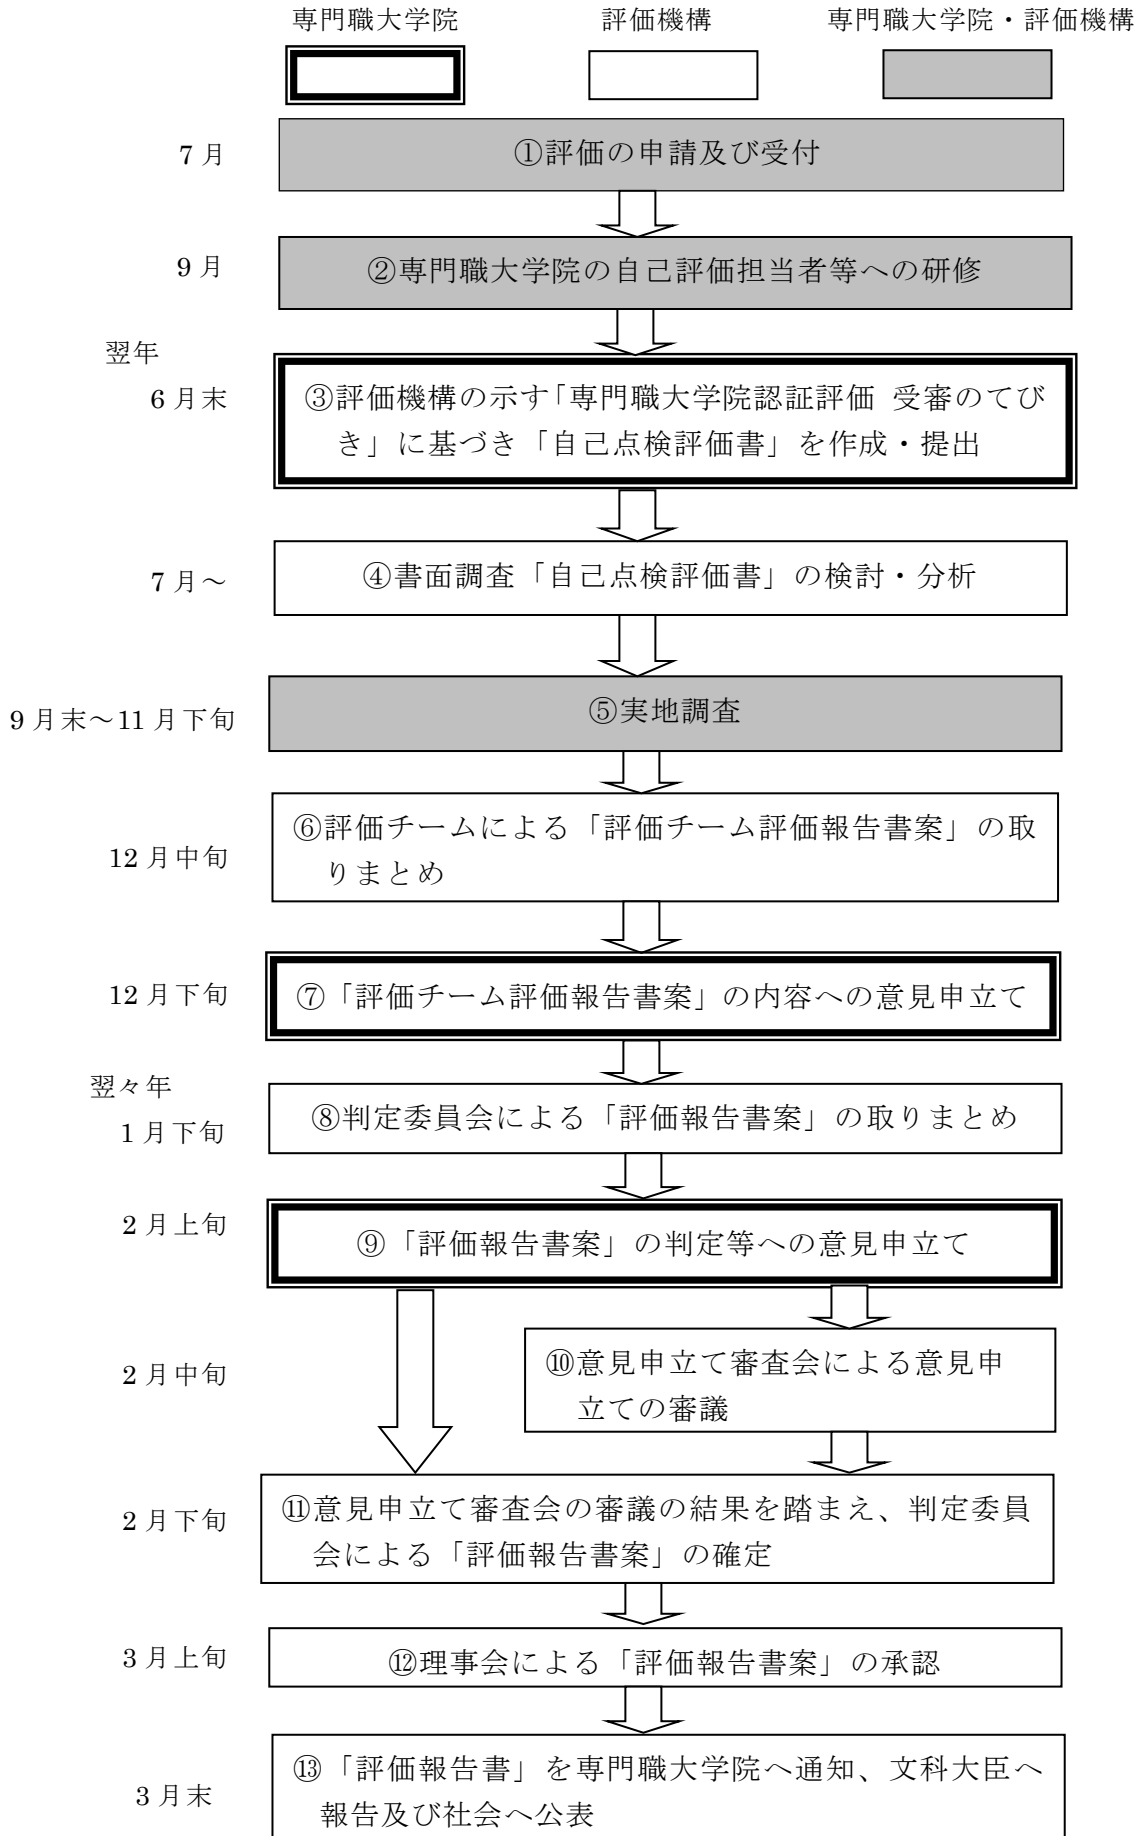 専門職大学院
評価機構
専門職大学院・評価機構
7月
①評価の申請及び受付
9月
②専門職大学院の自己評価担当者等への研修
翌年
6月末
③評価機構の示す「専門職大学院認証評価 受審のてび
き」に基づき「自己点検評価書」を作成・提出
7月～
④書面調査「自己点検評価書」の検討・分析
9月末～11月下旬
⑤実地調査
12月中旬
⑥評価チームによる「評価チーム評価報告書案」の取
りまとめ
12月下旬
⑦「評価チーム評価報告書案」の内容への意見申立て
翌々年
1月下旬
⑧判定委員会による「評価報告書案」の取りまとめ
2月上旬
⑨「評価報告書案」の判定等への意見申立て
2月中旬
⑩意見申立て審査会による意見申
立ての審議
2月下旬
⑪意見申立て審査会の審議の結果を踏まえ、判定委員
会による「評価報告書案」の確定
3月上旬
⑫理事会による「評価報告書案」の承認
3月末
⑬「評価報告書」を専門職大学院へ通知、文科大臣へ
報告及び社会へ公表